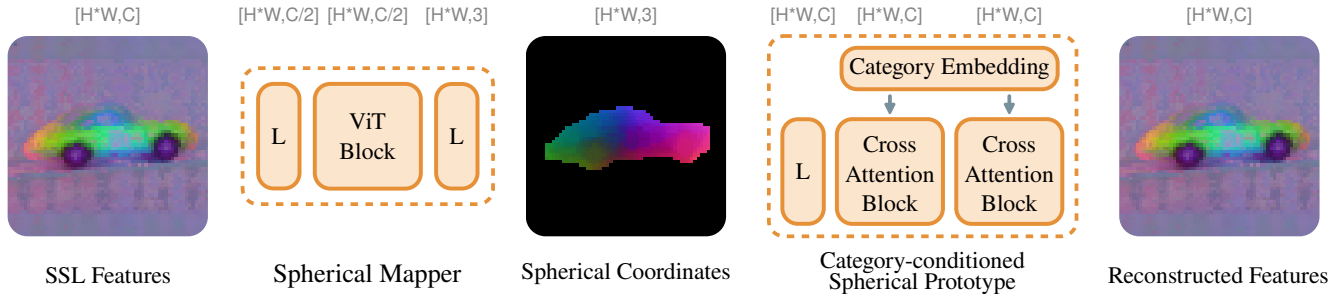 [H*W,C]
[H*W,C/2] [H*W,C/2] [H*W,3]
[H*W,3]
[H*W,C] [H*W,C] [H*W,C]
[H*W,C]
L
ViT
Block
L
Category Embedding
L
Cross
Attention
Block
Cross
Attention
Block
SSL Features
Spherical Mapper
Spherical Coordinates
Category-conditioned
Spherical Prototype
Reconstructed Features